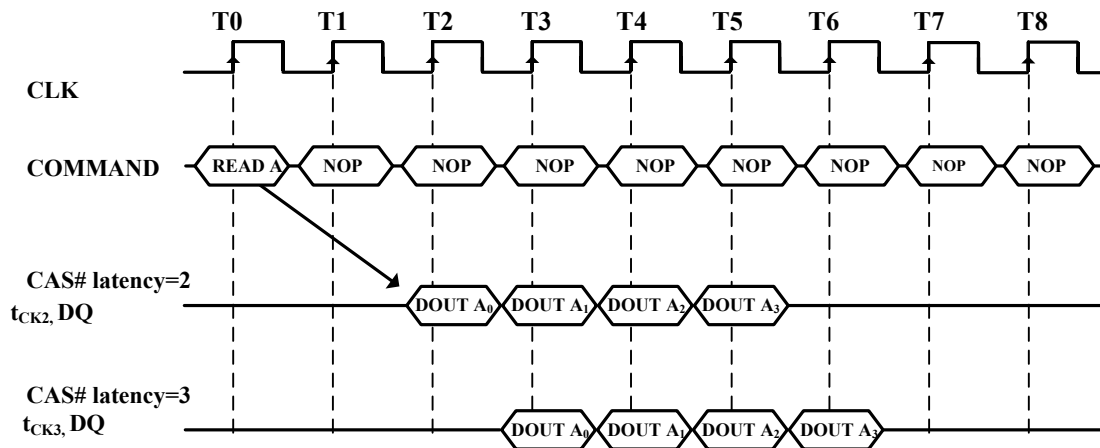 T0 T1 T2 T3 T4 T5 T6 T7 T8
CLK
COMMAND READ A NOP NOP NOP NOP NOP NOP NOP NOP
CAS# latency=2
tCK2, DQ DOUT A0 DOUT A1 DOUT A2 DOUT A3
CAS# latency=3
tCK3, DQ DOUT A0 DOUT A1 DOUT A2 DOUT A3